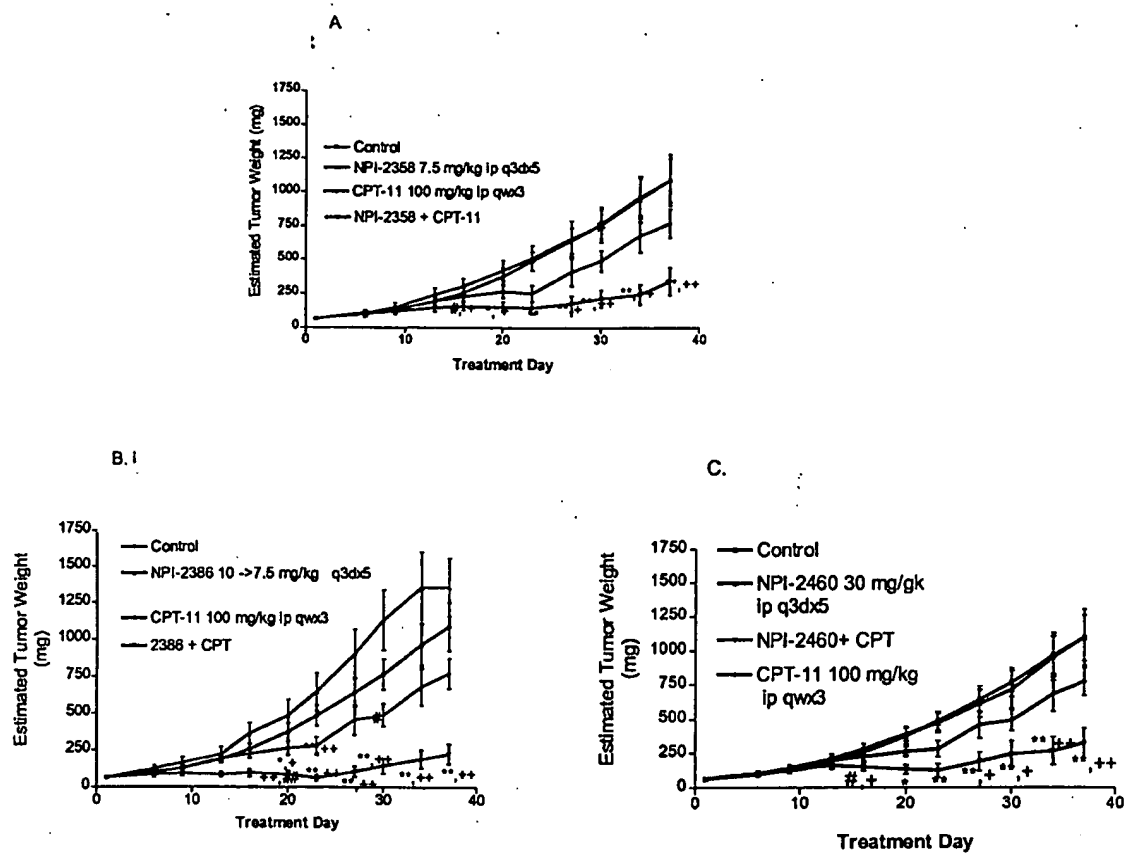 A
1750
1500
1250
1000
750
500
250
0
Estimated Tumor Weight (mg)
Control
NPI-2358 7.5 mg/kg ip q3dx5
CPT-11 100 mg/kg ip qwx3
NPI-2358 + CPT-11
0 10 20 30 40
Treatment Day
B.
1750
1500
1250
1000
750
500
250
0
Estimated Tumor Weight
(mg)
Control
NPI-2386 10 ->7.5 mg/kg q3dx5
CPT-11 100 mg/kg ip qwx3
2386 + CPT
0 10 20 30 40
Treatment Day
C.
1750
1500
1250
1000
750
500
250
0
Estimated Tumor Weight
(mg)
Control
NPI-2460 30 mg/gk
ip q3dx5
NPI-2460+ CPT
CPT-11 100 mg/kg
ip qwx3
0 10 20 30 40
Treatment Day